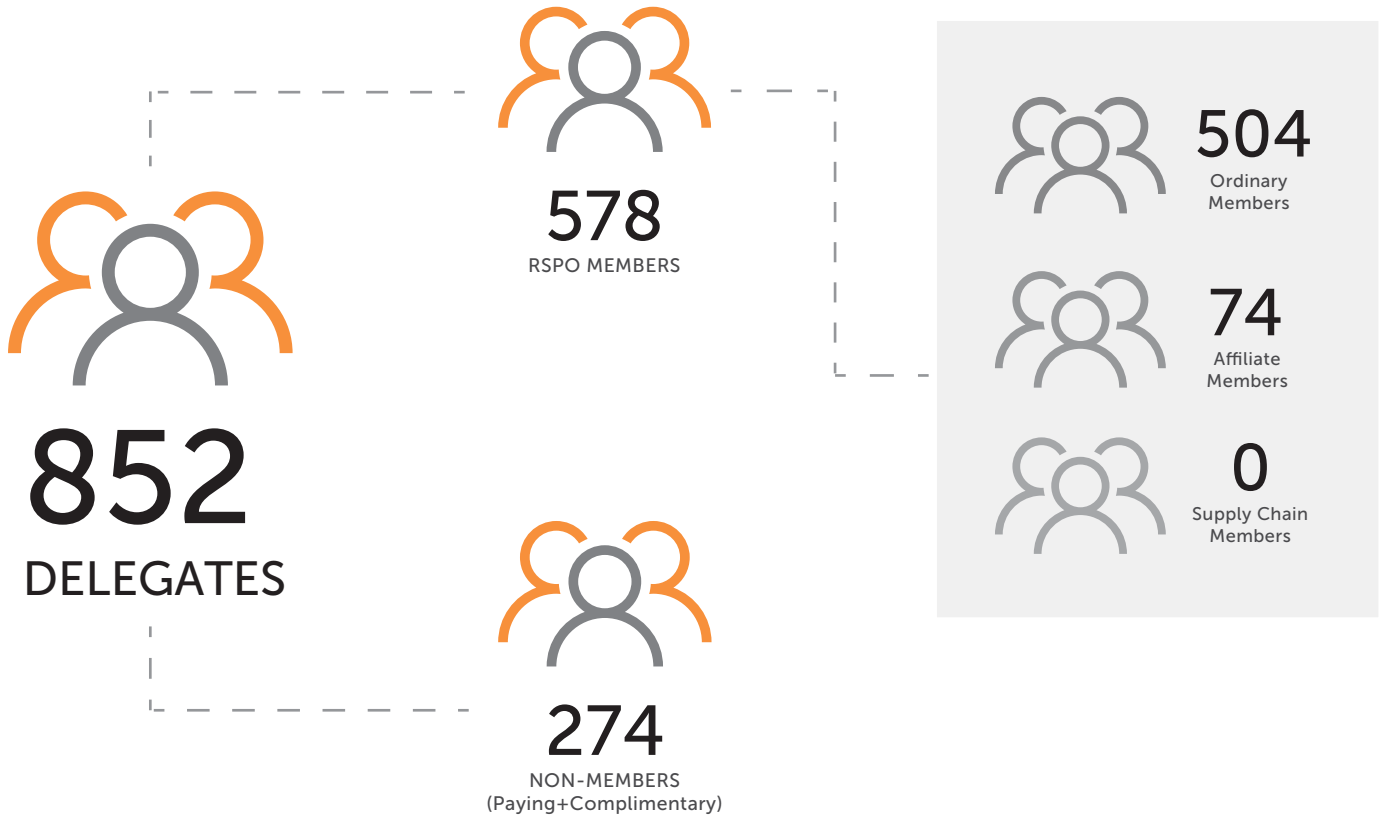 852
DELEGATES
578
RSPO MEMBERS
274
NON-MEMBERS
(Paying+Complimentary)
504
Ordinary
Members
74
Affiliate
Members
0
Supply Chain
Members